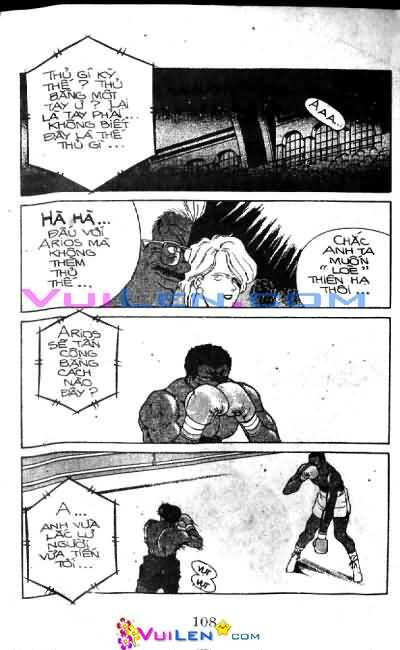 THỦ GÌ KỲ
THẾ ? THỦ
BẰNG MỘT
TAY Ư ? LẠI
LÀ TAY PHẢI...
KHÔNG BIẾT
ĐÂY LÀ THẾ
THỦ GÌ ...
AAA...
HÀ HÀ...
ĐẤU VỚI
ARIOS MÀ
KHÔNG
THÈM
THỦ
THẾ ...
CHẮC
ANH TA
MUỐN
"LOÈ"
THIÊN HẠ
THÔI ...
VUILEN.COM
ARIOS
SẼ TẤN
CÔNG
BẰNG
CÁCH
NÀO
ĐÂY ?
A ...
ANH VỪA
LẮC LƯ
NGƯỜI
VỪA TIẾN
TỚI ...
VÚT
VÚT
108
VUILEN.COM